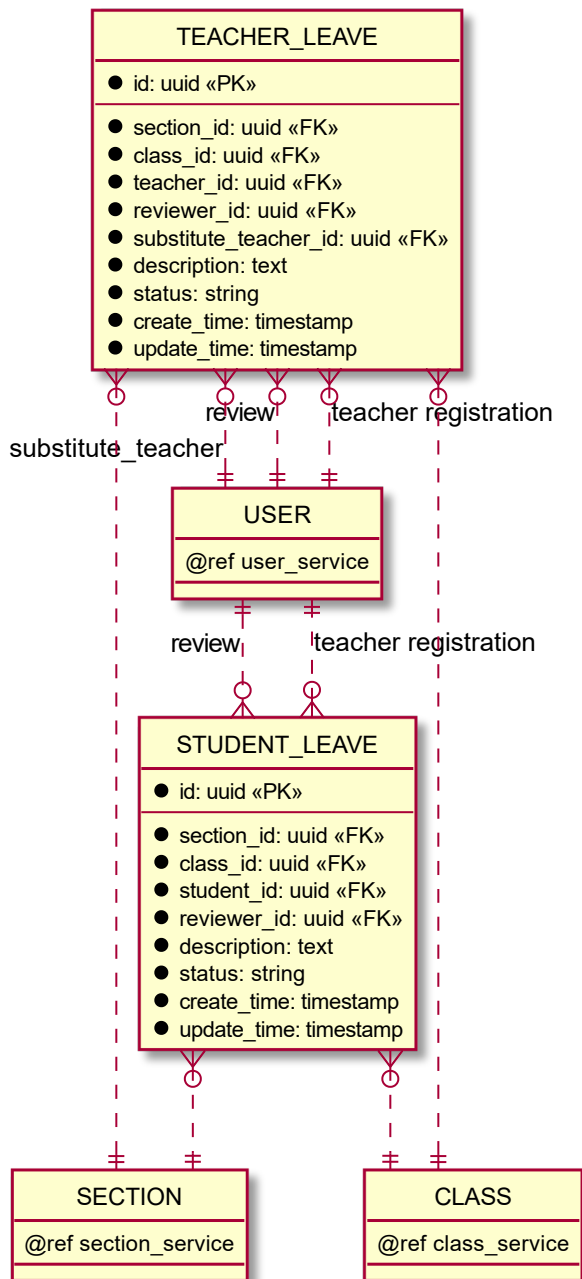 TEACHER_LEAVE
id: uuid «PK»
section_id: uuid «FK»
class_id: uuid «FK»
teacher_id: uuid «FK»
reviewer_id: uuid «FK»
substitute_teacher_id: uuid «FK»
description: text
status: string
create_time: timestamp
update_time: timestamp
review
teacher registration
substitute_teacher
USER
@ref user_service
review
teacher registration
STUDENT_LEAVE
id: uuid «PK»
section_id: uuid «FK»
class_id: uuid «FK»
student_id: uuid «FK»
reviewer_id: uuid «FK»
description: text
status: string
create_time: timestamp
update_time: timestamp
SECTION
@ref section_service
CLASS
@ref class_service